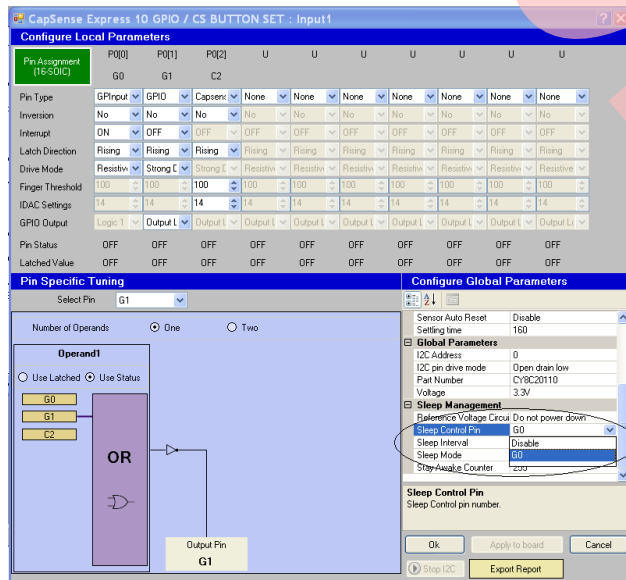 CapSense Express 10 GPIO / CS BUTTON SET : Input1
Configure Local Parameters
Pin Assignment (16-SOIC) P0[0] P0[1] P0[2] U U U U U U U
G0 G1 C2
Pin Type GPInput GPIO Capsens None None None None None None None
Inversion No No No No No No No No No No
Interrupt ON OFF OFF OFF OFF OFF OFF OFF OFF OFF
Latch Direction Rising Rising Rising Rising Rising Rising Rising Rising Rising Rising
Drive Mode Resistiv Strong D Strong D Resistiv Resistiv Resistiv Resistiv Resistiv Resistiv Resistive
Finger Threshold 100 100 100 100 100 100 100 100 100 100
IDAC Settings 14 14 14 14 14 14 14 14 14 14
GPIO Output Logic 1 Output L Output L Output L Output L Output L Output L Output L Output L Output Lo
Pin Status OFF OFF OFF OFF OFF OFF OFF OFF OFF OFF
Latched Value OFF OFF OFF OFF OFF OFF OFF OFF OFF OFF
Pin Specific Tuning
Select Pin G1
Number of Operands One Two
Operand1
Use Latched Use Status
G0
G1
C2
OR
Output Pin
G1
Configure Global Parameters
Sensor Auto Reset Disable
Settling time 160
Global Parameters
I2C Address 0
I2C pin drive mode Open drain low
Part Number CY8C20110
Voltage 3.3V
Sleep Management
Reference Voltage Circui Do not power down
Sleep Control Pin G0
Sleep Interval Disable
Sleep Mode G0
Stay Awake Counter 255
Sleep Control Pin
Sleep Control pin number.
Ok Apply to board Cancel
Stop I2C Export Report